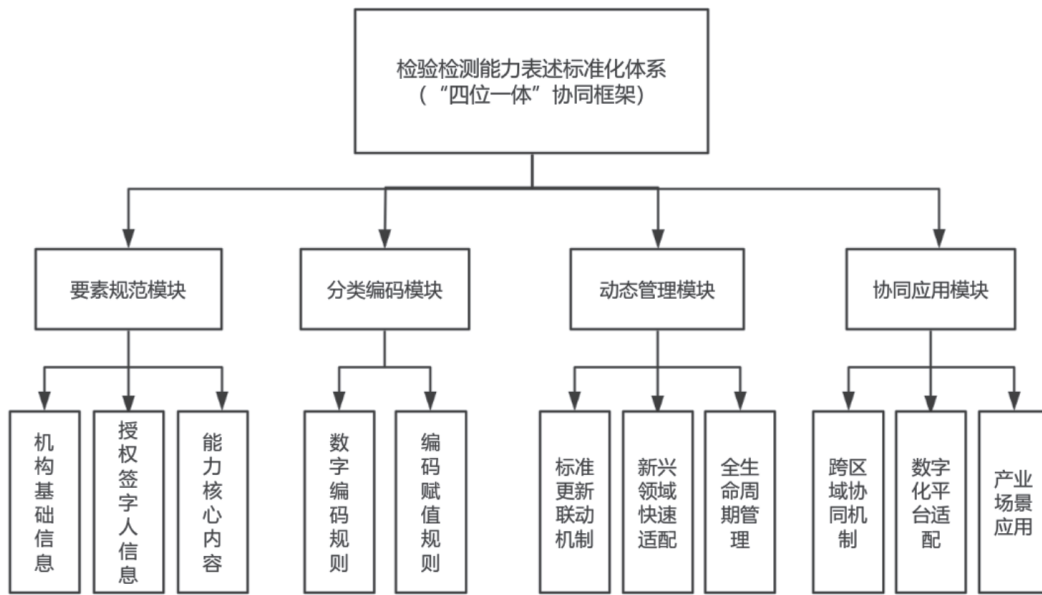 检验检测能力表述标准化体系
（“四位一体”协同框架）
要素规范模块
分类编码模块
动态管理模块
协同应用模块
机构基础信息
授权签字人信息
能力核心内容
数字编码规则
编码赋值规则
标准
更新
联动
机制
新兴
领域
快速
适配
全生
命周
期管
理
跨区
域协
同机
制
数字
化平
台适
配
产业
场景
应用